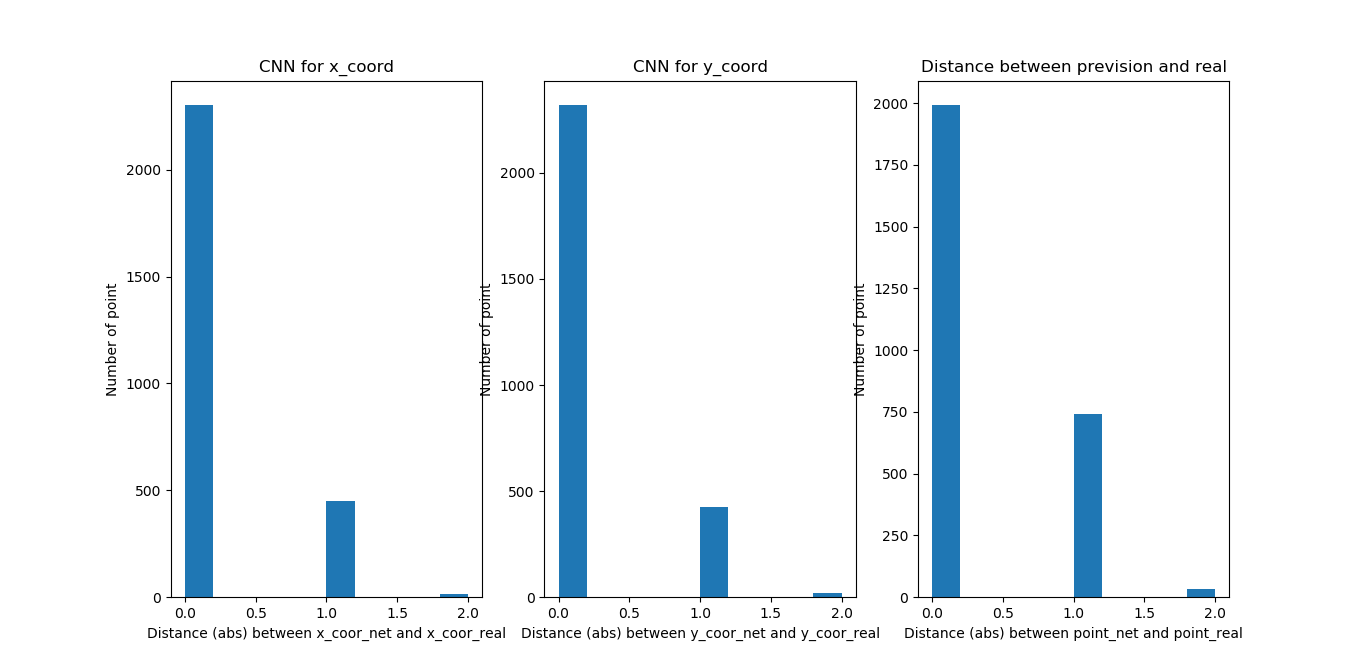 CNN for x_coord
2000
1500
1000
500
0
Number of point
0.0 0.5 1.0 1.5 2.0
Distance (abs) between x_coor_net and x_coor_real
CNN for y_coord
2000
1500
1000
500
0
Number of point
0.0 0.5 1.0 1.5 2.0
Distance (abs) between y_coor_net and y_coor_real
Distance between prevision and real
2000
1750
1500
1250
1000
750
500
250
0
Number of point
0.0 0.5 1.0 1.5 2.0
Distance (abs) between point_net and point_real